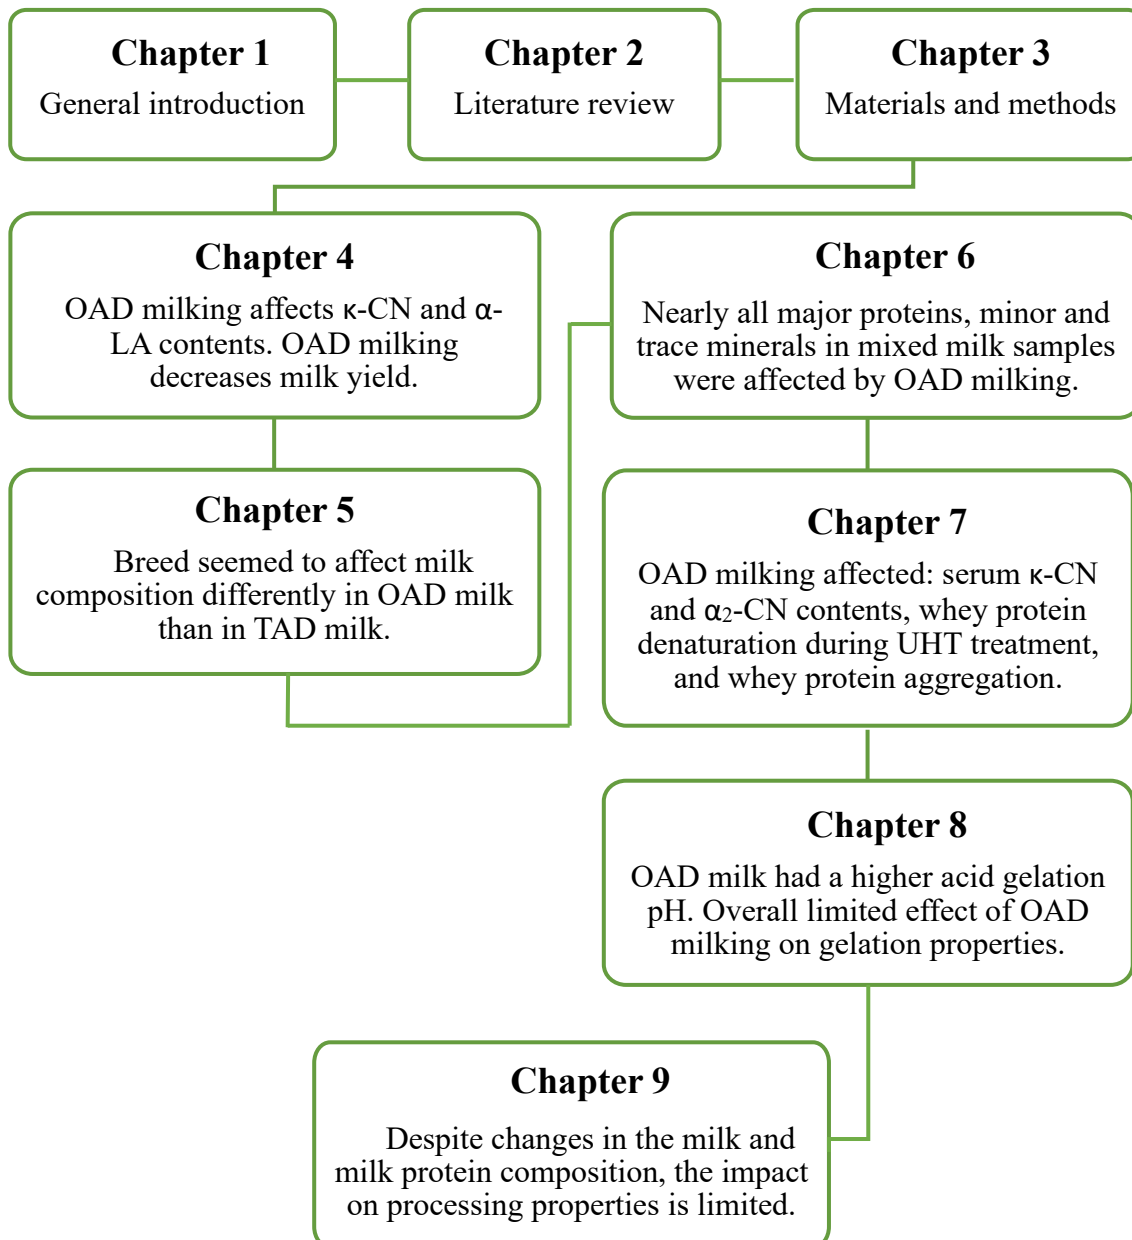 Chapter 1
General introduction
Chapter 2
Literature review
Chapter 3
Materials and methods
Chapter 4
OAD milking affects κ-CN and α-
LA contents. OAD milking
decreases milk yield.
Chapter 5
Breed seemed to affect milk
composition differently in OAD milk
than in TAD milk.
Chapter 6
Nearly all major proteins, minor and
trace minerals in mixed milk samples
were affected by OAD milking.
Chapter 7
OAD milking affected: serum κ-CN
and α₂-CN contents, whey protein
denaturation during UHT treatment,
and whey protein aggregation.
Chapter 8
OAD milk had a higher acid gelation
pH. Overall limited effect of OAD
milking on gelation properties.
Chapter 9
Despite changes in the milk and
milk protein composition, the impact
on processing properties is limited.